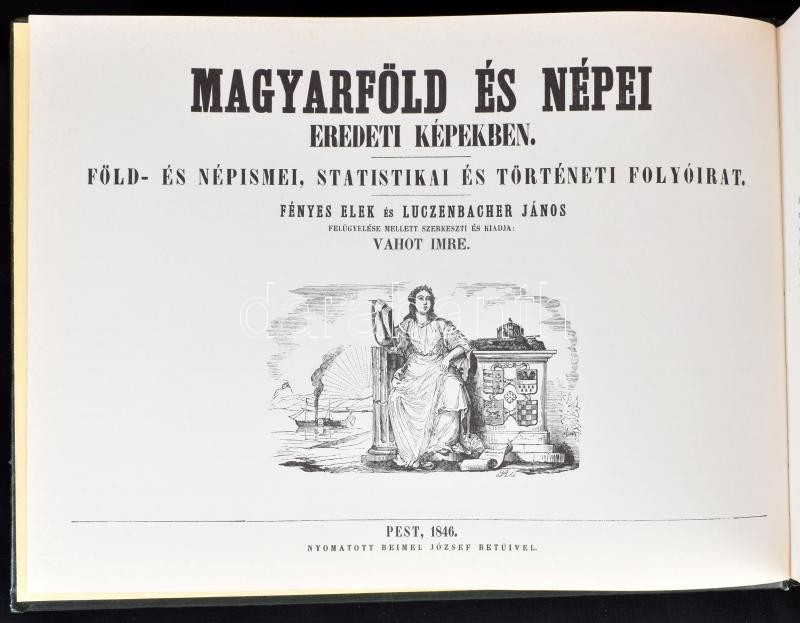 MAGYARFÖLD ÉS NÉPEI
EREDETI KÉPEKBEN.
FÖLD- ÉS NÉPISMEI, STATISTIKAI ÉS TÖRTÉNETI FOLYÓIRAT.
FÉNYES ELEK ÉS LUCZENBACHER JÁNOS
FELÜGYELÉSE MELLETT SZERKESZTI ÉS KIADJA:
VAHOT IMRE.
darabanth
PEST, 1846.
NYOMATOTT BEIMEL JÓZSEF BETŰIVEL.